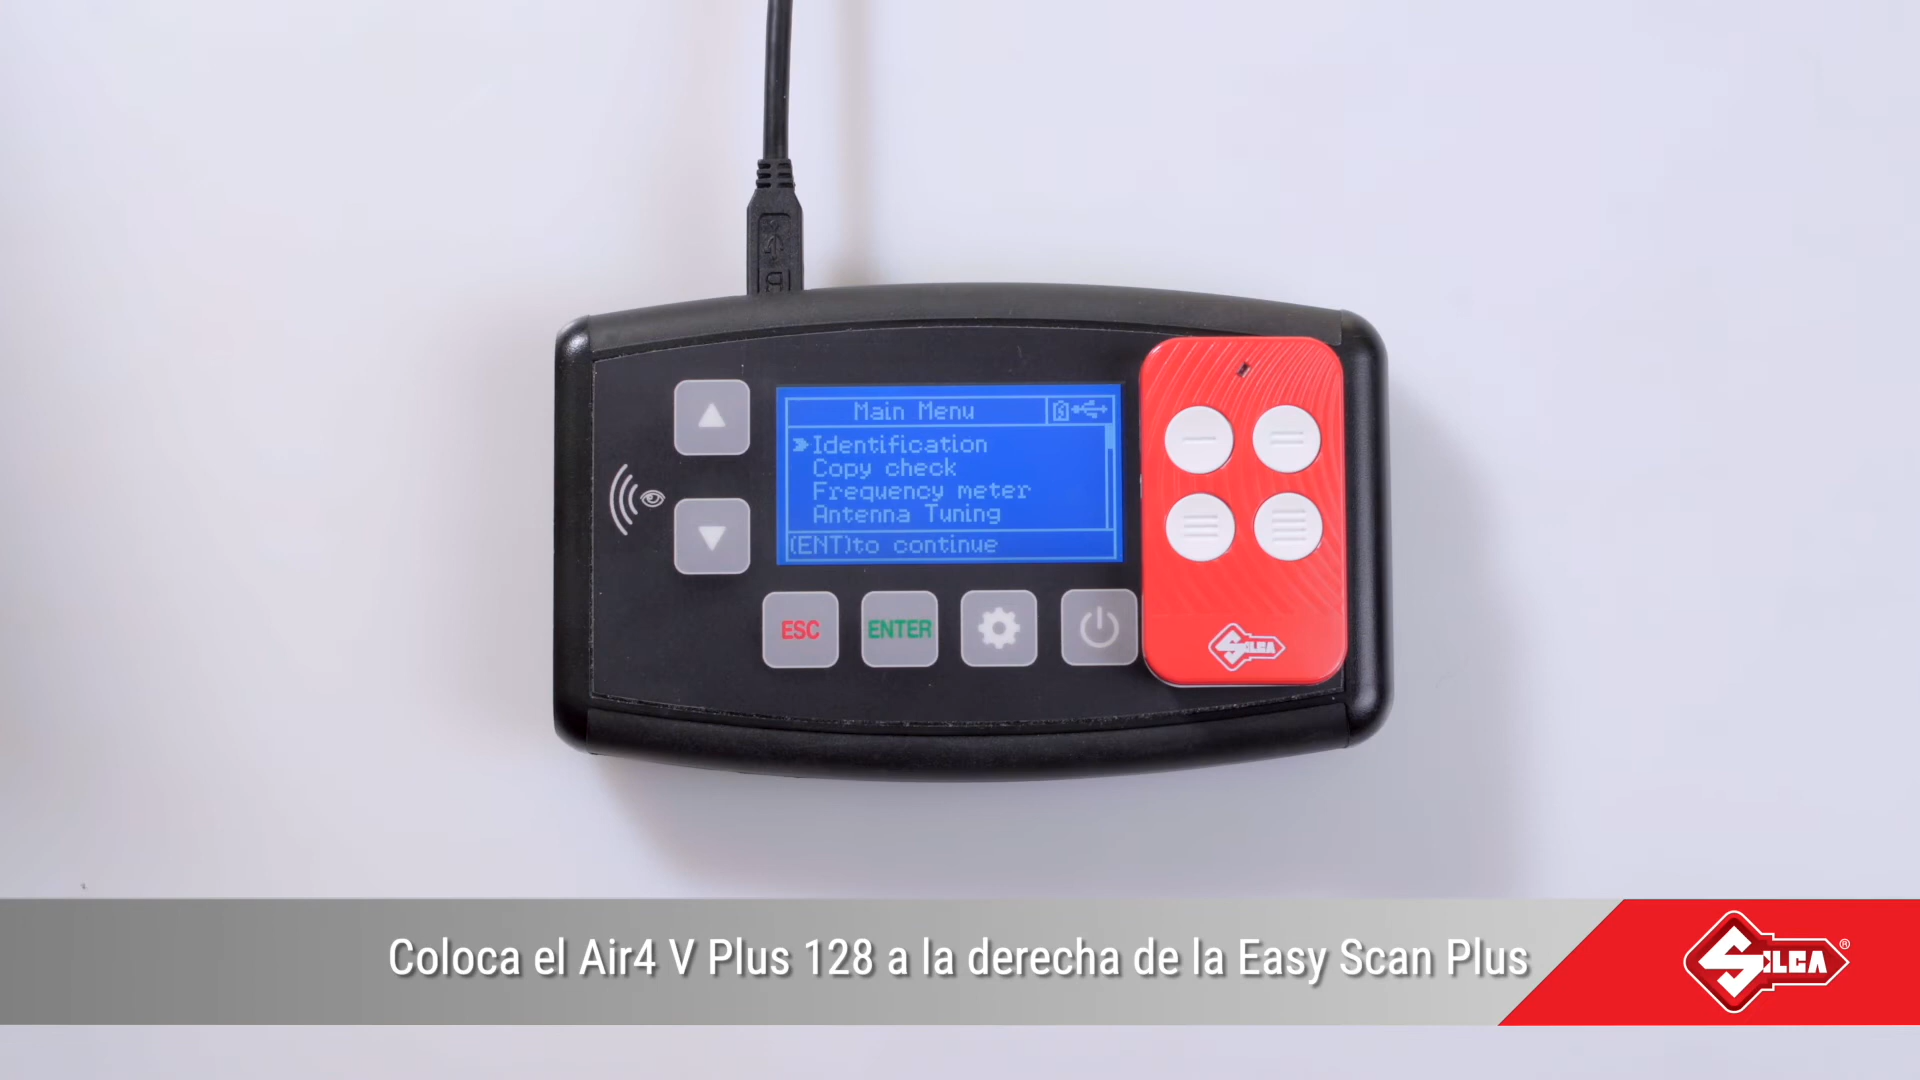 Main Menu
Identification
Copy check
Frequency meter
Antenna Tuning
(ENT)to continue
ESC
ENTER
SILCA
Coloca el Air4 V Plus 128 a la derecha de la Easy Scan Plus
SILCA®